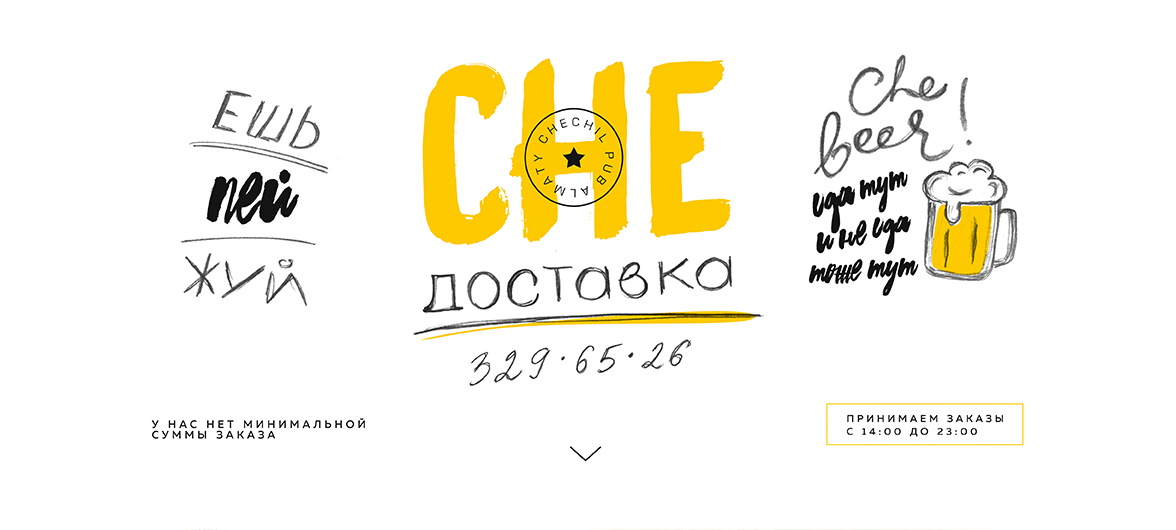 ЕШЬ
пей
ЖУЙ
CHE
CHECHIL PUB ALMATY
доставка
329·65·26
Che
beer!
еда тут
и не еда
тоже тут
У НАС НЕТ МИНИМАЛЬНОЙ
СУММЫ ЗАКАЗА
ПРИНИМАЕМ ЗАКАЗЫ
С 14:00 ДО 23:00